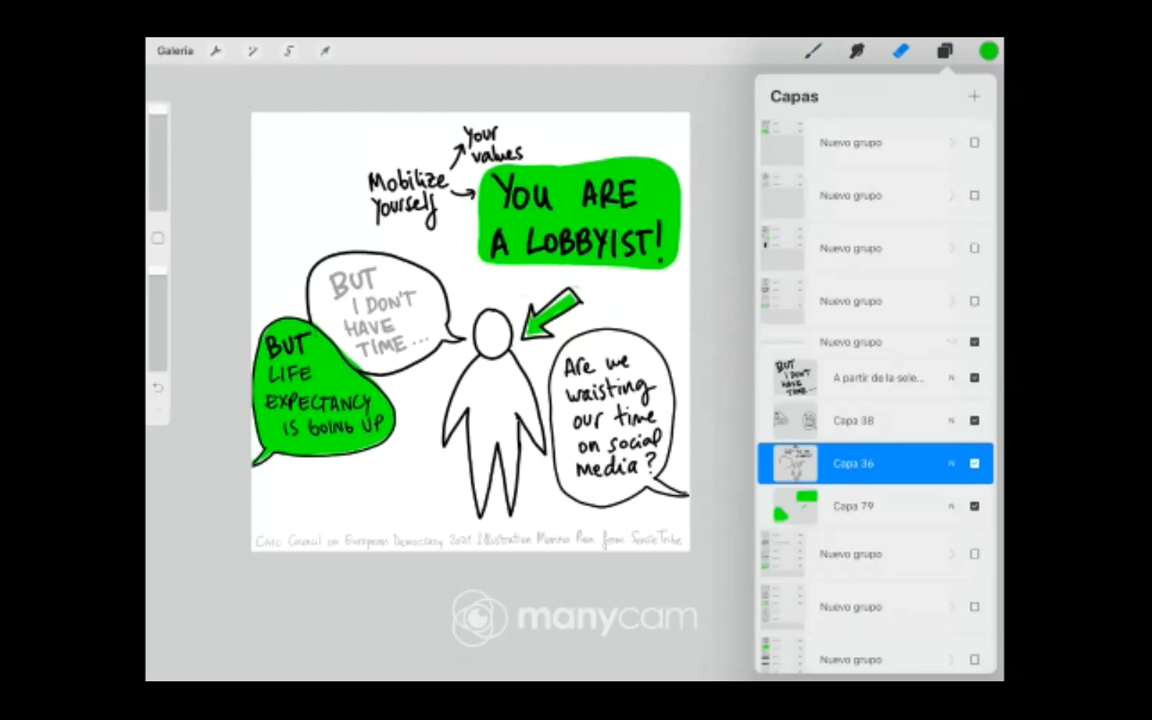 Galería
Capas
Nuevo grupo
Nuevo grupo
Nuevo grupo
Nuevo grupo
Nuevo grupo
A partir de la sele...
N
Capa 38
N
Capa 36
N
Capa 79
N
Nuevo grupo
Nuevo grupo
Nuevo grupo
Your
values
Mobilize
Yourself
YOU ARE
A LOBBYIST!
BUT
I DON'T
HAVE
TIME...
BUT
LIFE
EXPECTANCY
IS GOING UP
Are we
waisting
our time
on social
media?
Civic Council on European Democracy 2021 Illustration Marina Roa from SenseTribe
manycam